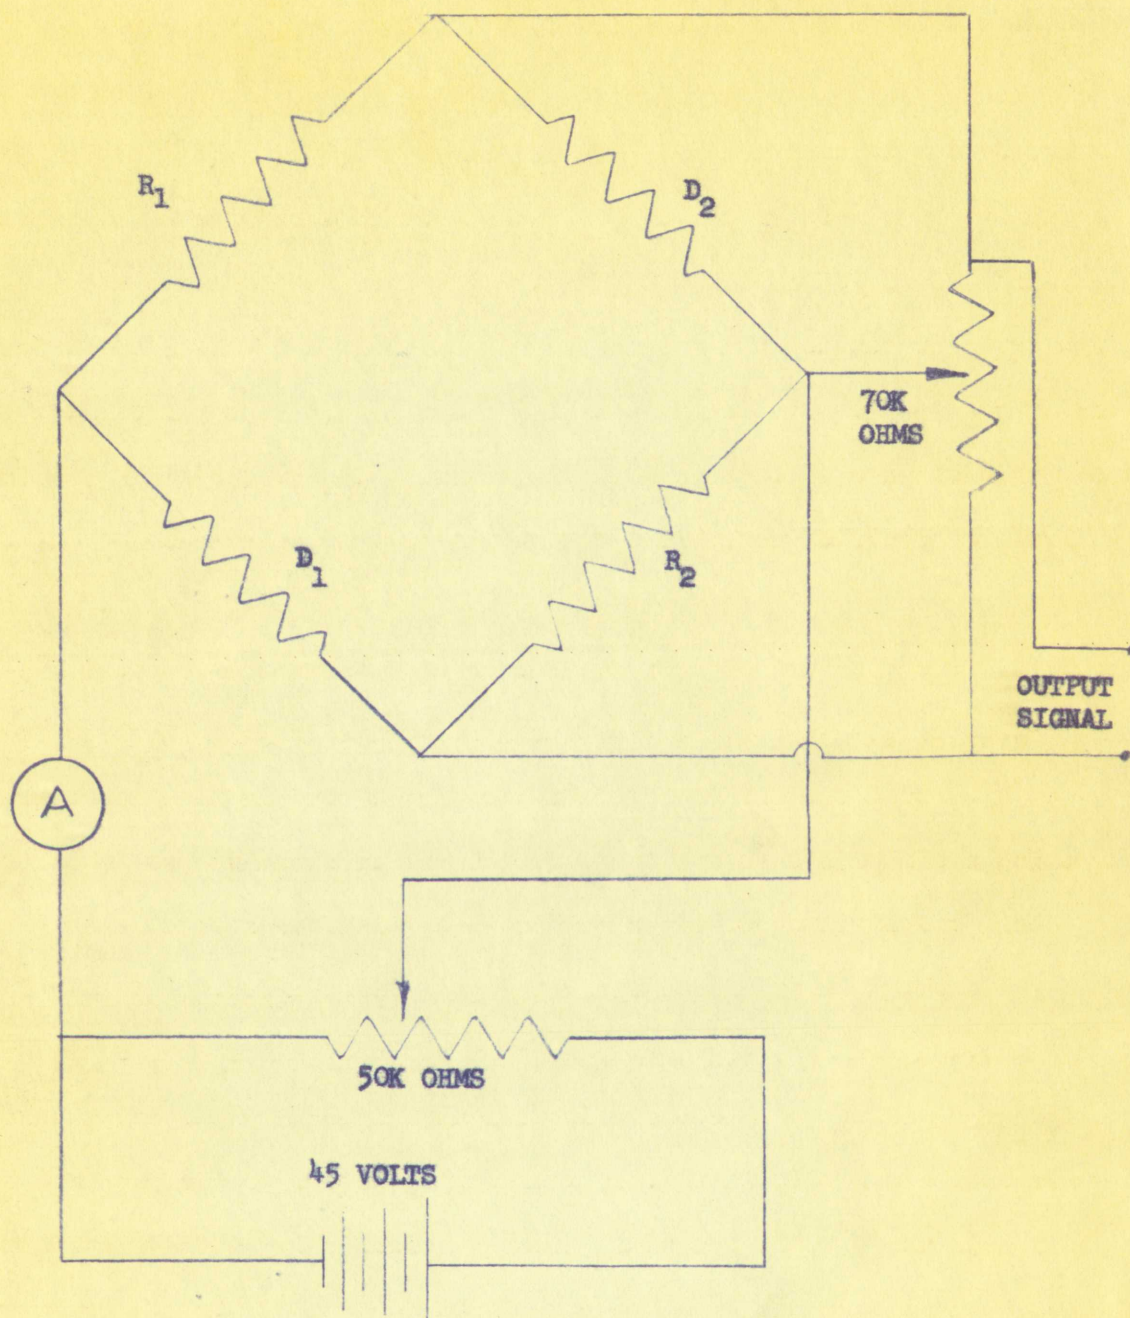 R1
D2
70K
OHMS
D1
R2
OUTPUT
SIGNAL
A
50K OHMS
45 VOLTS